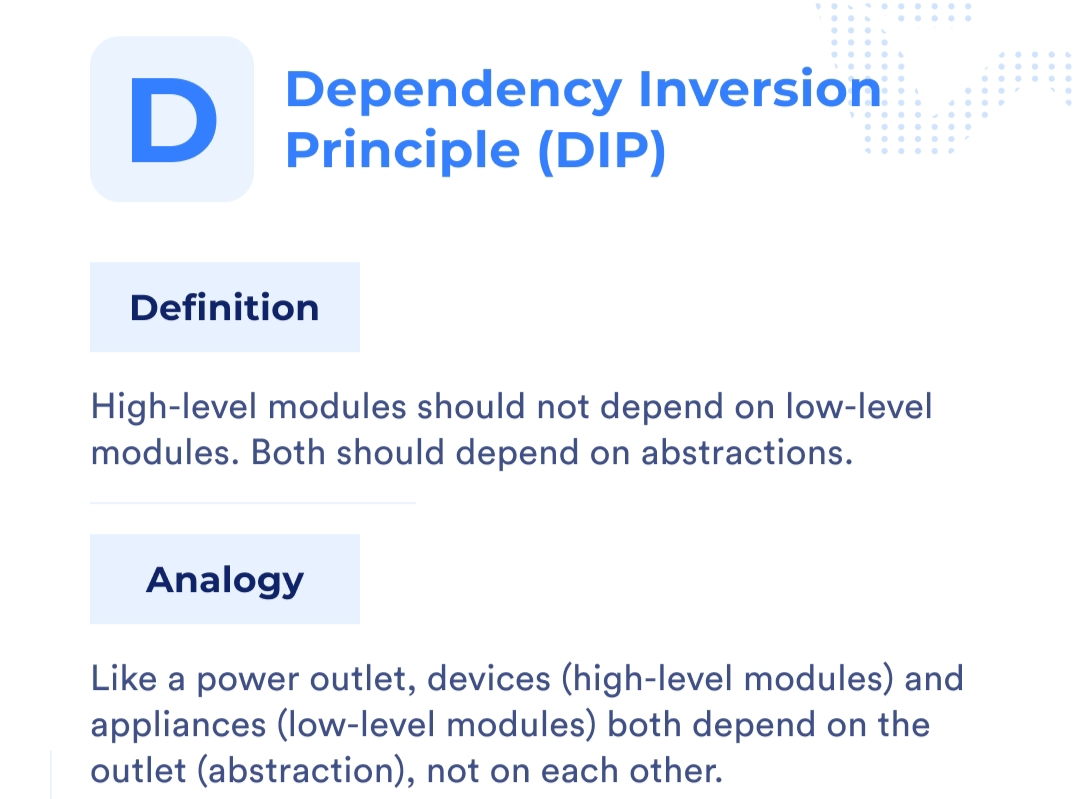 D
Dependency Inversion
Principle (DIP)
Definition
High-level modules should not depend on low-level
modules. Both should depend on abstractions.
Analogy
Like a power outlet, devices (high-level modules) and
appliances (low-level modules) both depend on the
outlet (abstraction), not on each other.